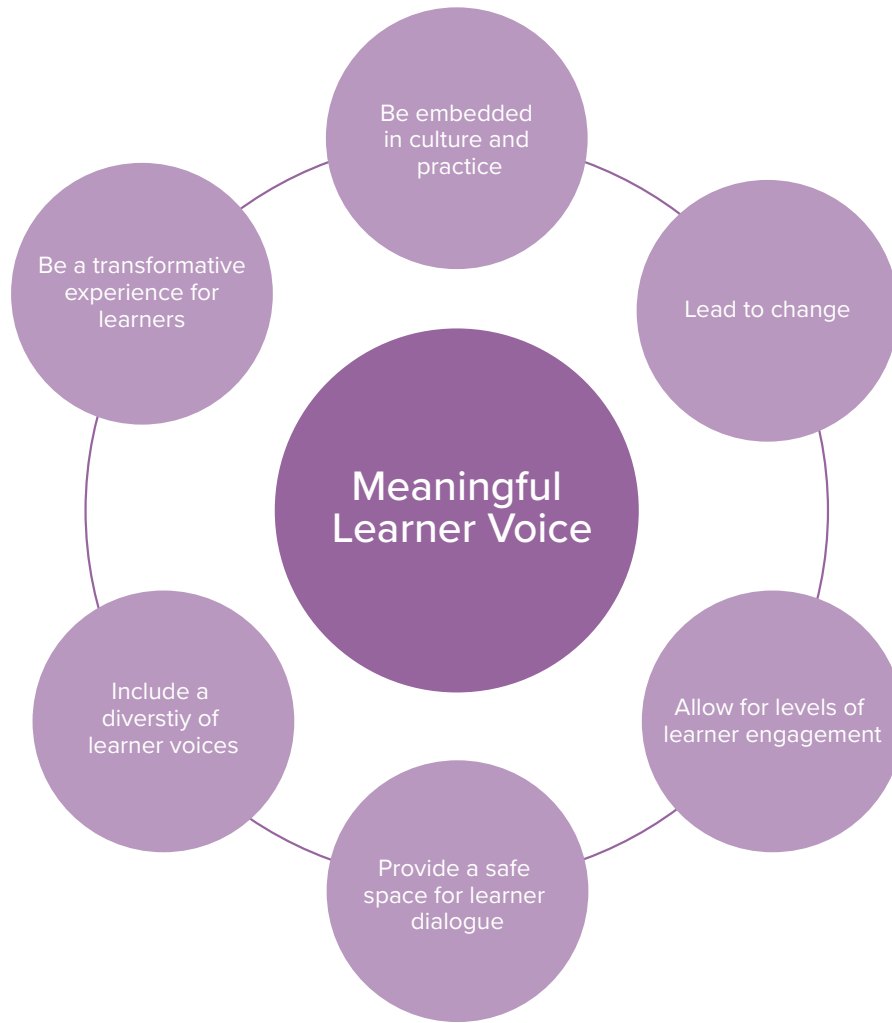 Be embedded
in culture and
practice
Lead to change
Allow for levels of
learner engagement
Provide a safe
space for learner
dialogue
Include a
diverstiy of
learner voices
Be a transformative
experience for
learners
Meaningful
Learner Voice